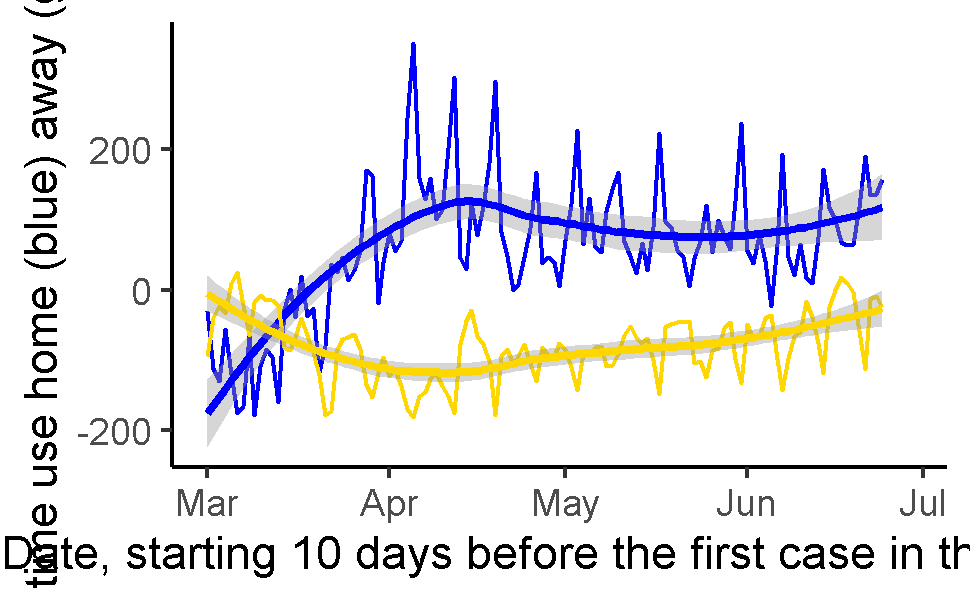 time use home (blue) away (
200
0
-200
Mar Apr May Jun Jul
Date, starting 10 days before the first case in th